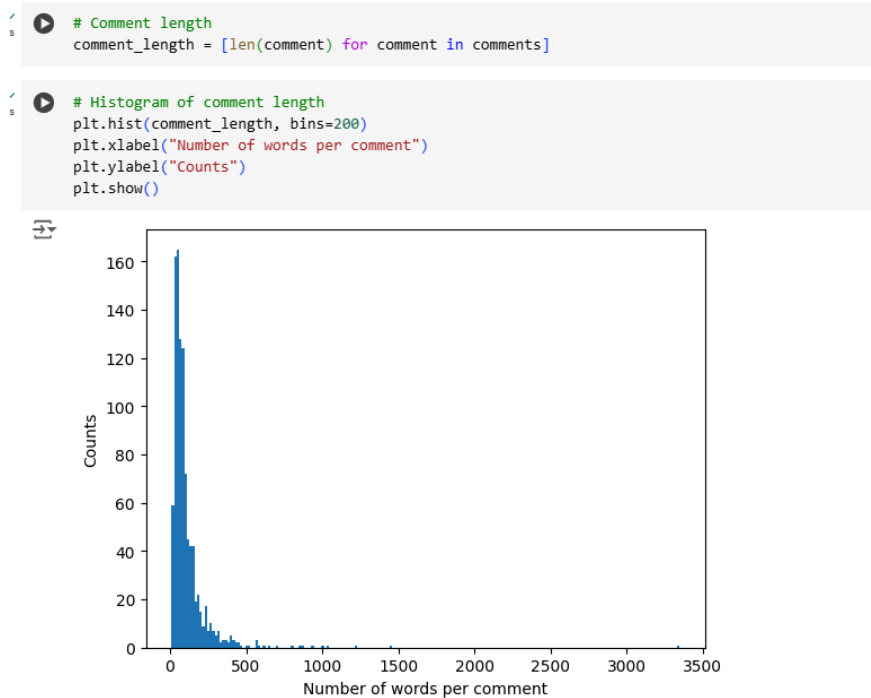 # Comment length
comment_length = [len(comment) for comment in comments]
s
# Histogram of comment length
s
plt.hist(comment_length, bins=200)
plt.xlabel("Number of words per comment")
plt.ylabel("Counts")
plt.show()
160
140
120
100
80
60
40
20
0
Counts
0 500 1000 1500 2000 2500 3000 3500
Number of words per comment